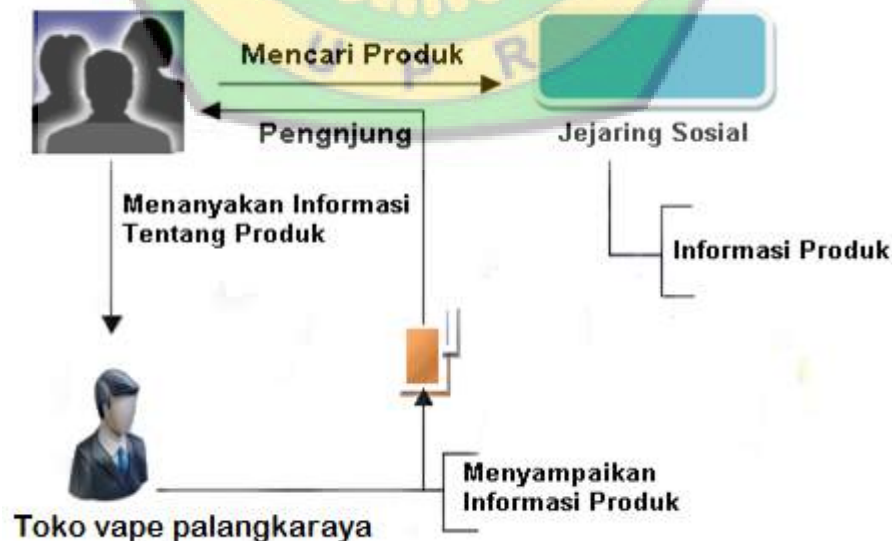 Mencari Produk
U P R
Pengnjung
Jejaring Sosial
Menanyakan Informasi
Tentang Produk
Informasi Produk
Menyampaikan
Informasi Produk
Toko vape palangkaraya